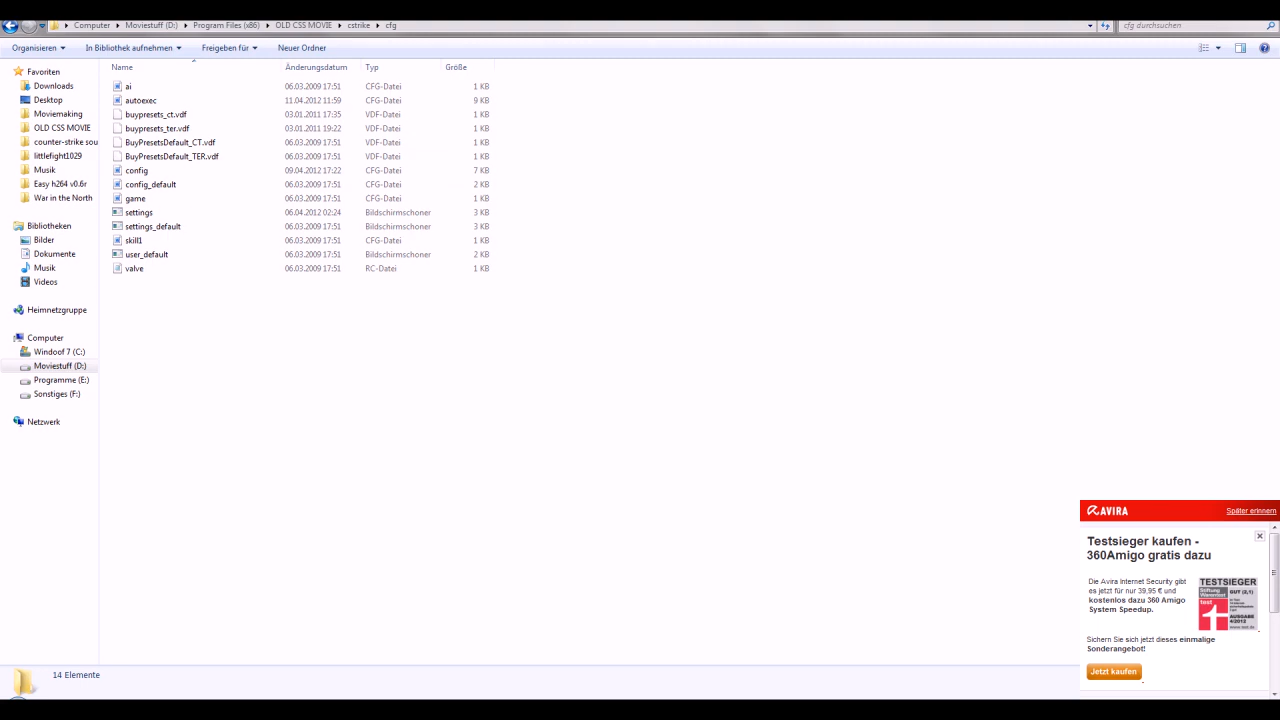 Computer Moviestuff (D:) Program Files (x86) OLD CSS MOVIE cstrike cfg
cfg durchsuchen
Organisieren In Bibliothek aufnehmen Freigeben für Neuer Ordner
Name Änderungsdatum Typ Größe
Favoriten
Downloads
Desktop
Moviemaking
OLD CSS MOVIE
counter-strike sou
littlefight1029
Musik
Easy h264 v0.6r
War in the North
Bibliotheken
Bilder
Dokumente
Musik
Videos
Heimnetzgruppe
Computer
Windoof 7 (C:)
Moviestuff (D:)
Programme (E:)
Sonstiges (F:)
Netzwerk
ai 06.03.2009 17:51 CFG-Datei 1 KB
autoexec 11.04.2012 11:59 CFG-Datei 9 KB
buypresets_ct.vdf 03.01.2011 17:35 VDF-Datei 1 KB
buypresets_ter.vdf 03.01.2011 19:22 VDF-Datei 1 KB
BuyPresetsDefault_CT.vdf 06.03.2009 17:51 VDF-Datei 1 KB
BuyPresetsDefault_TER.vdf 06.03.2009 17:51 VDF-Datei 1 KB
config 09.04.2012 17:22 CFG-Datei 7 KB
config_default 06.03.2009 17:51 CFG-Datei 2 KB
game 06.03.2009 17:51 CFG-Datei 1 KB
settings 06.04.2012 02:24 Bildschirmschoner 3 KB
settings_default 06.03.2009 17:51 Bildschirmschoner 3 KB
skill1 06.03.2009 17:51 CFG-Datei 1 KB
user_default 06.03.2009 17:51 Bildschirmschoner 2 KB
valve 06.03.2009 17:51 RC-Datei 1 KB
14 Elemente
AVIRA Später erinnern
Testsieger kaufen -
360Amigo gratis dazu
Die Avira Internet Security gibt
es jetzt für nur 39,95 € und
kostenlos dazu 360 Amigo
System Speedup.
TESTSIEGER
Stiftung
Warentest
test
GUT (2,1)
AUSGABE
4/2012
Sichern Sie sich jetzt dieses einmalige
Sonderangebot!
Jetzt kaufen